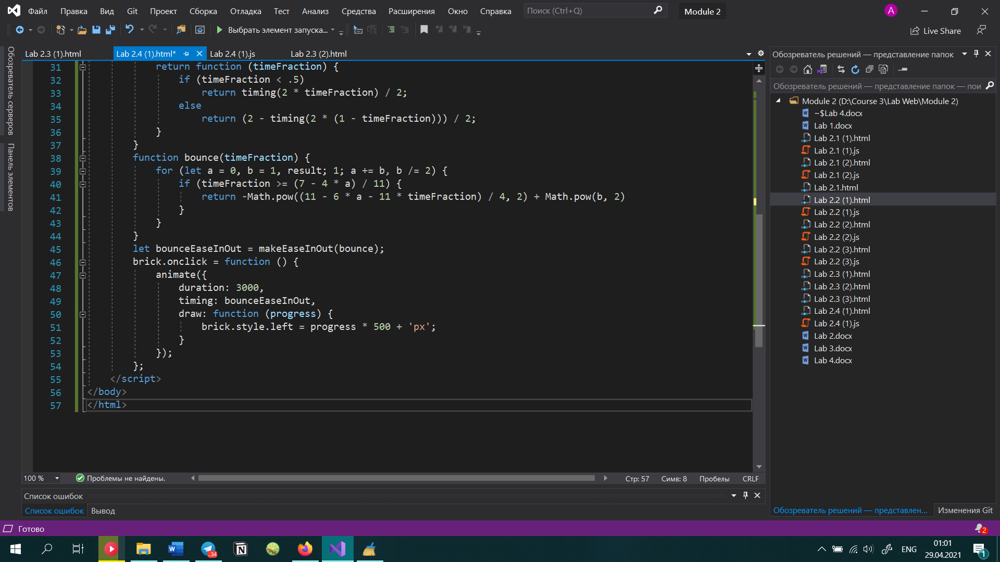 Файл Правка Вид Git Проект Сборка Отладка Тест Анализ Средства Расширения Окно Справка Поиск (Ctrl+Q) Module 2 A
Выбрать элемент запуска... Live Share
Обозреватель серверов
Панель элементов
Lab 2.3 (1).html Lab 2.4 (1).html* Lab 2.4 (1).js Lab 2.3 (2).html
31 return function (timeFraction) {
32 if (timeFraction < .5)
33 return timing(2 * timeFraction) / 2;
34 else
35 return (2 - timing(2 * (1 - timeFraction))) / 2;
36 }
37 }
38 function bounce(timeFraction) {
39 for (let a = 0, b = 1, result; 1; a += b, b /= 2) {
40 if (timeFraction >= (7 - 4 * a) / 11) {
41 return -Math.pow((11 - 6 * a - 11 * timeFraction) / 4, 2) + Math.pow(b, 2)
42 }
43 }
44 }
45 let bounceEaseInOut = makeEaseInOut(bounce);
46 brick.onclick = function () {
47 animate({
48 duration: 3000,
49 timing: bounceEaseInOut,
50 draw: function (progress) {
51 brick.style.left = progress * 500 + 'px';
52 }
53 });
54 };
55 </script>
56 </body>
57 </html>
100 % Проблемы не найдены. Стр: 57 Симв: 8 Пробелы CRLF
Список ошибок
Список ошибок Вывод
Обозреватель решений — представление папок
Обозреватель решений — представление папок — пои
Module 2 (D:\Course 3\Lab Web\Module 2)
~$Lab 4.docx
Lab 1.docx
Lab 2.1 (1).html
Lab 2.1 (1).js
Lab 2.1 (2).html
Lab 2.1 (2).js
Lab 2.1.html
Lab 2.2 (1).html
Lab 2.2 (1).js
Lab 2.2 (2).html
Lab 2.2 (2).js
Lab 2.2 (3).html
Lab 2.2 (3).js
Lab 2.3 (1).html
Lab 2.3 (2).html
Lab 2.3 (3).html
Lab 2.4 (1).html
Lab 2.4 (1).js
Lab 2.docx
Lab 3.docx
Lab 4.docx
Обозреватель решений — представлен... Изменения Git
Готово 2
34 ENG 01:01
29.04.2021 1